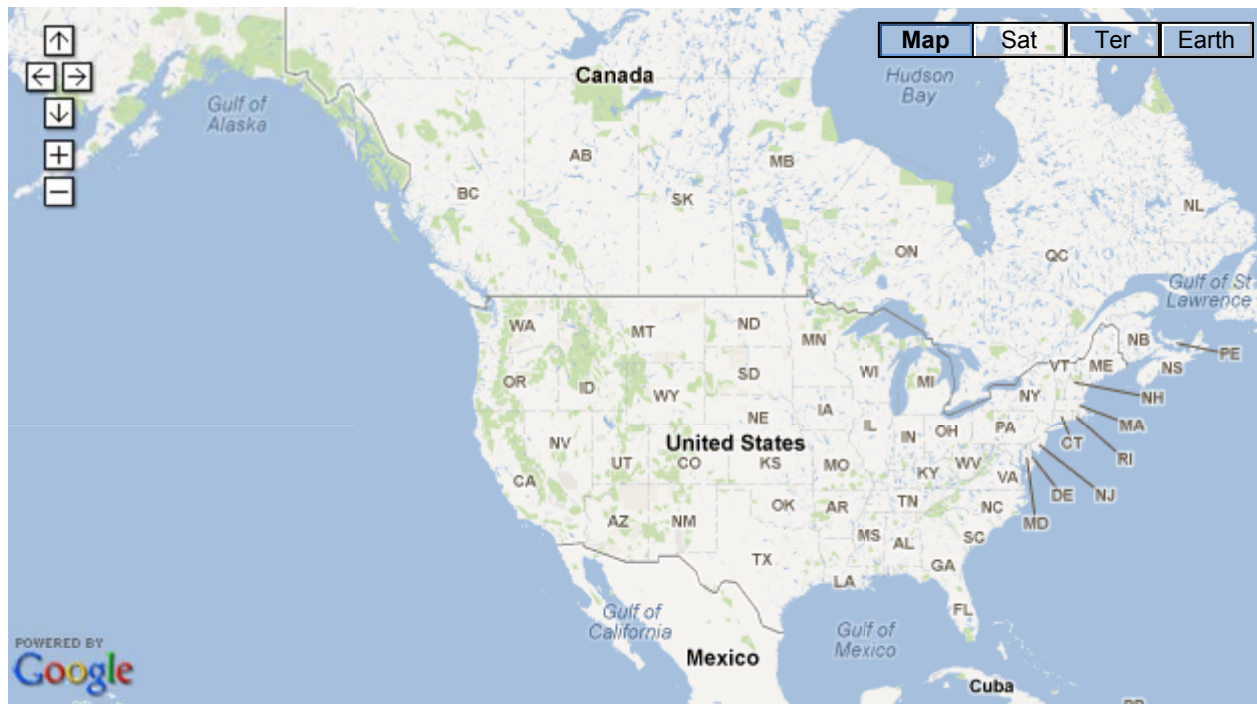 Map Sat Ter Earth
Canada
Hudson
Bay
Gulf of
Alaska
AB
MB
BC
SK
NL
ON
QC
Gulf of St
Lawrence
WA
MT
ND
MN
NB
PE
OR
ID
WY
SD
WI
MI
VT
ME
NS
NY
NH
NE
IA
IL
IN
OH
PA
MA
NV
United States
CT
RI
UT
CO
KS
MO
KY
WV
VA
CA
DE
NJ
OK
AR
TN
NC
MD
AZ
NM
MS
AL
SC
TX
GA
LA
FL
Gulf of
California
Gulf of
Mexico
Mexico
Cuba
POWERED BY
Google